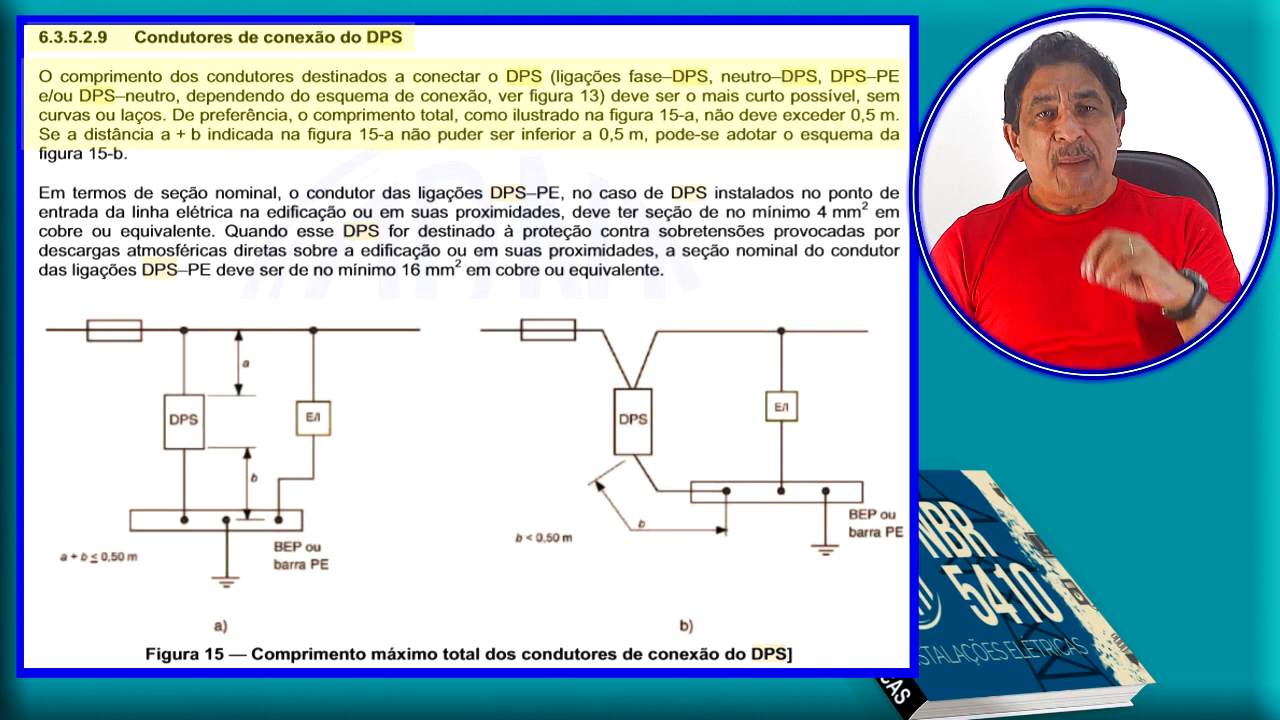 6.3.5.2.9 Condutores de conexão do DPS
O comprimento dos condutores destinados a conectar o DPS (ligações fase–DPS, neutro–DPS, DPS–PE
e/ou DPS–neutro, dependendo do esquema de conexão, ver figura 13) deve ser o mais curto possível, sem
curvas ou laços. De preferência, o comprimento total, como ilustrado na figura 15-a, não deve exceder 0,5 m.
Se a distância a + b indicada na figura 15-a não puder ser inferior a 0,5 m, pode-se adotar o esquema da
figura 15-b.
Em termos de seção nominal, o condutor das ligações DPS–PE, no caso de DPS instalados no ponto de
entrada da linha elétrica na edificação ou em suas proximidades, deve ter seção de no mínimo 4 mm² em
cobre ou equivalente. Quando esse DPS for destinado à proteção contra sobretensões provocadas por
descargas atmosféricas diretas sobre a edificação ou em suas proximidades, a seção nominal do condutor
das ligações DPS–PE deve ser de no mínimo 16 mm² em cobre ou equivalente.
a
DPS
E/I
b
a + b ≤ 0,50 m
BEP ou
barra PE
a)
DPS
E/I
b
b < 0,50 m
BEP ou
barra PE
b)
Figura 15 — Comprimento máximo total dos condutores de conexão do DPS]
NBR
5410
STALAÇÕES ELÉTRICAS
CAS